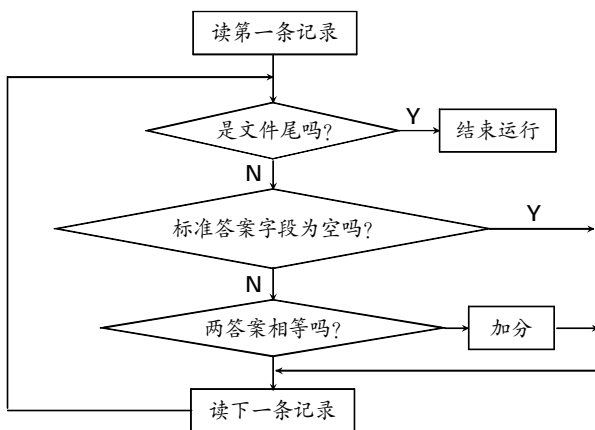 读第一条记录
是文件尾吗?
Y
结束运行
N
标准答案字段为空吗?
Y
N
两答案相等吗?
加分
读下一条记录